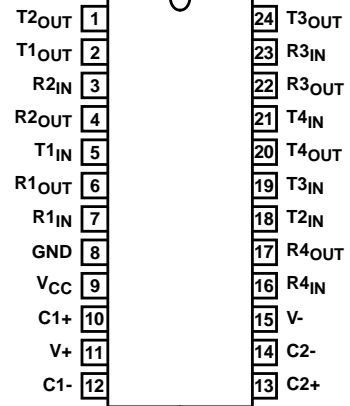 T2OUT 1 24 T3OUT
T1OUT 2 23 R3IN
R2IN 3 22 R3OUT
R2OUT 4 21 T4IN
T1IN 5 20 T4OUT
R1OUT 6 19 T3IN
R1IN 7 18 T2IN
GND 8 17 R4OUT
VCC 9 16 R4IN
C1+ 10 15 V-
V+ 11 14 C2-
C1- 12 13 C2+